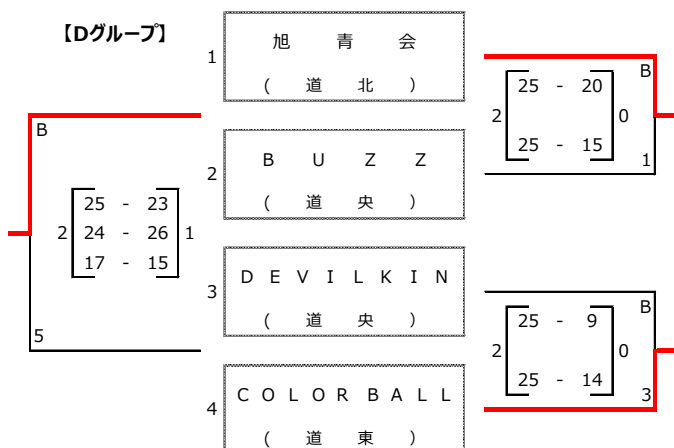 【Dグループ】
1
旭 青 会
( 道 北 )
2
B U Z Z
( 道 央 )
3
D E V I L K I N
( 道 央 )
4
C O L O R B A L L
( 道 東 )
B
25 - 23
2 24 - 26 1
17 - 15
5
B
25 - 20
2 0
25 - 15
1
B
25 - 9
2 0
25 - 14
3